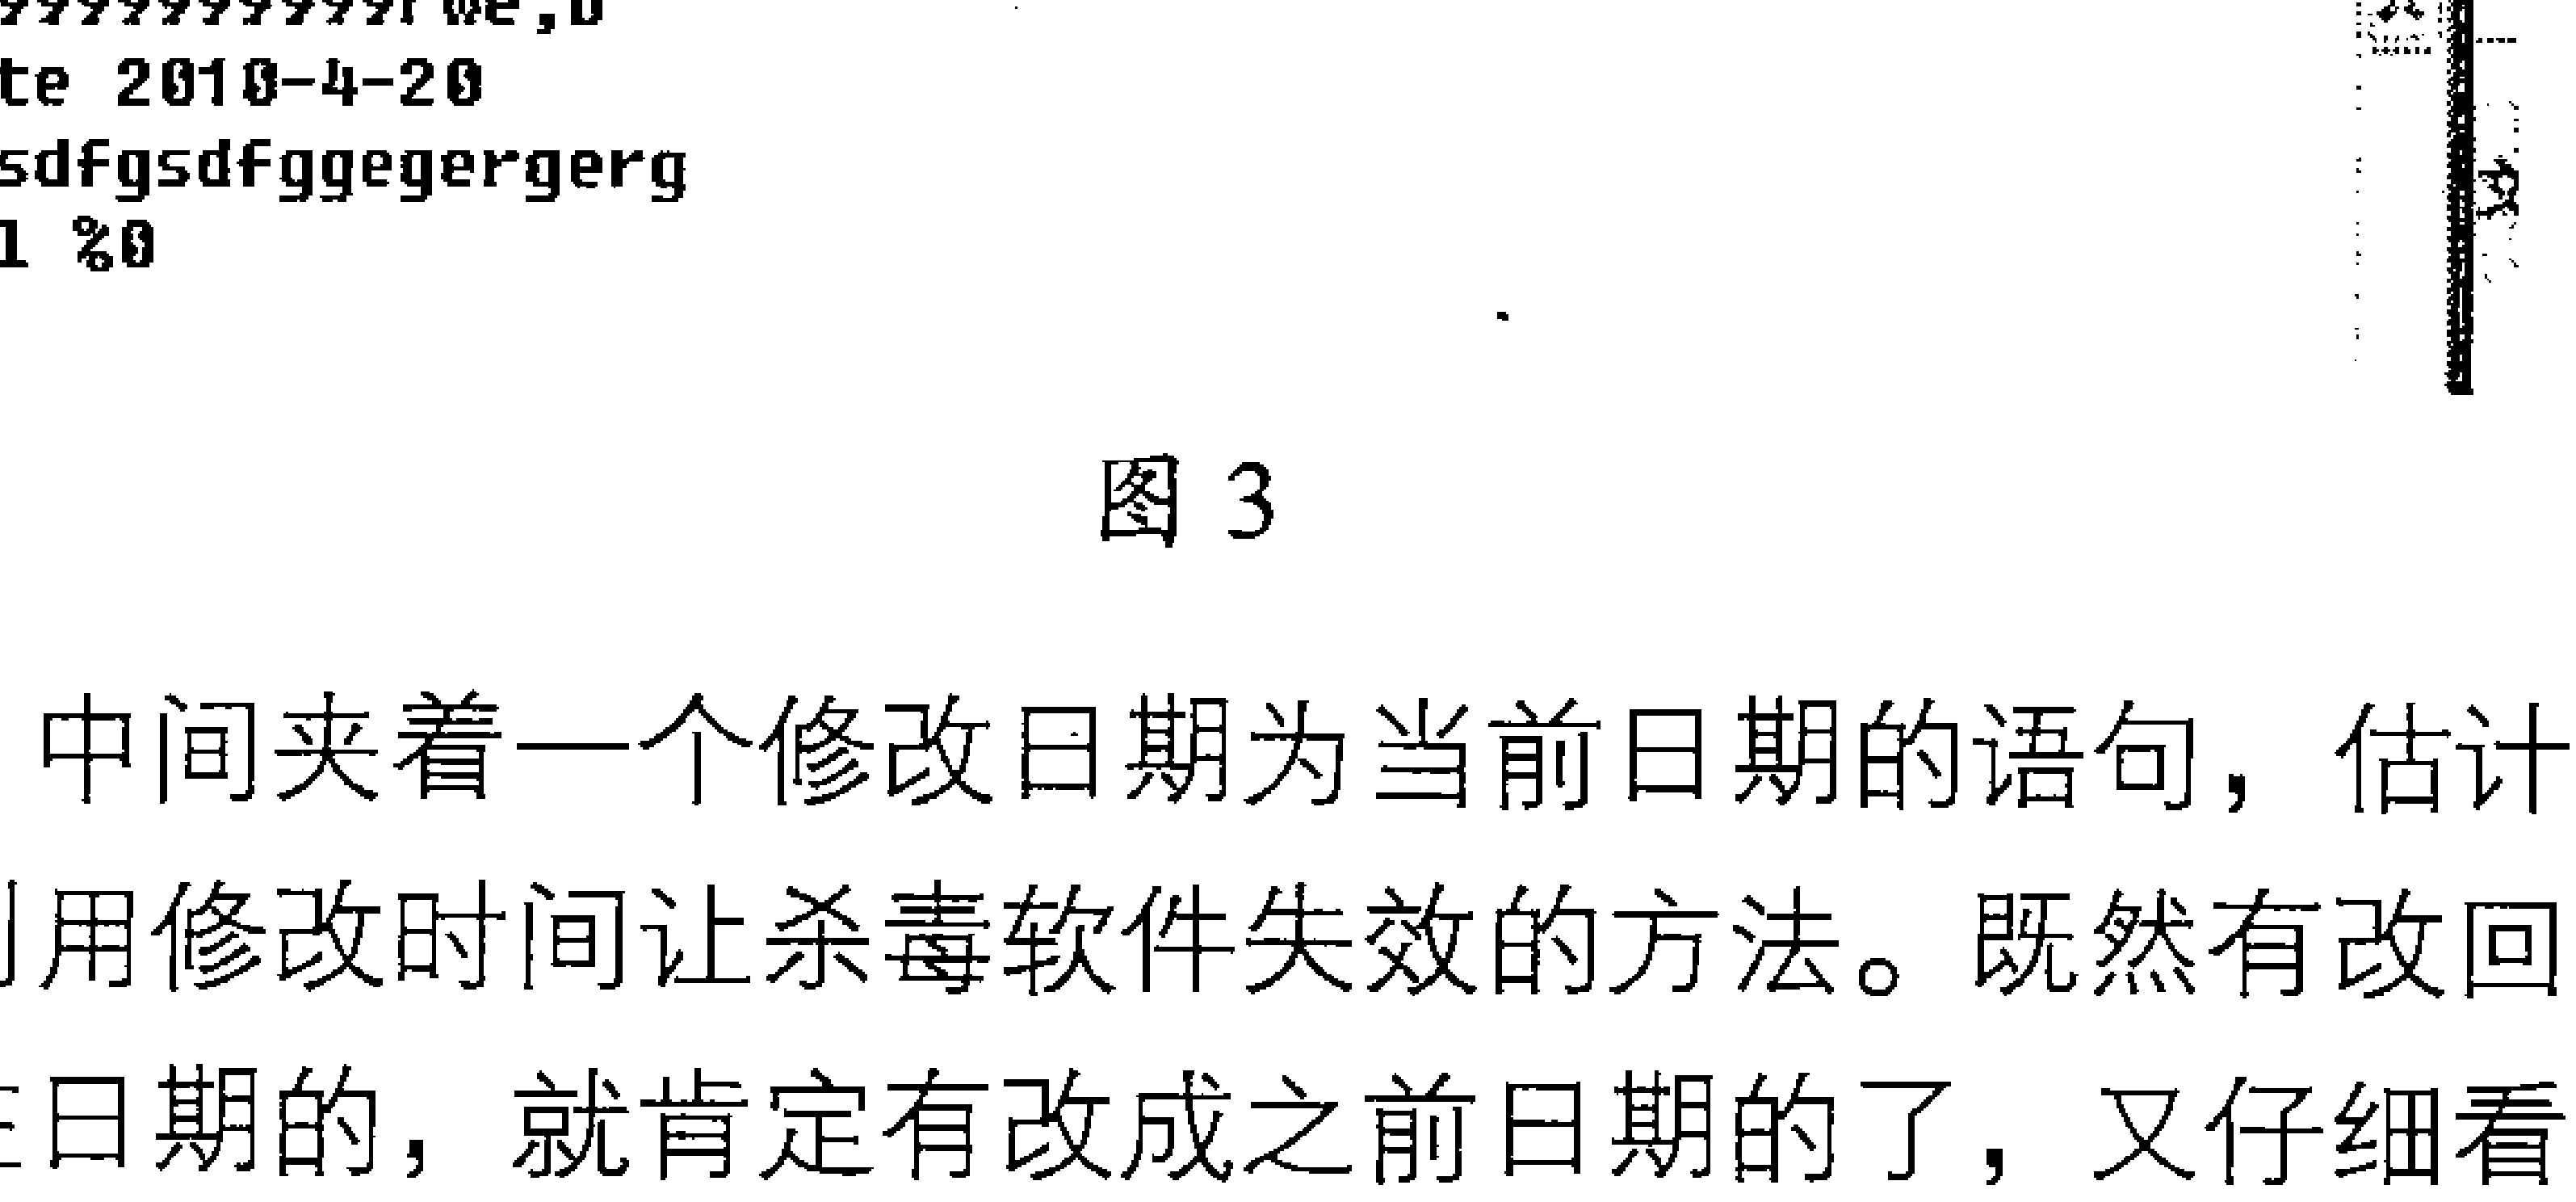 te 2010-4-20
sdfgsdfggegergerg
l %0
图 3
中间夹着一个修改日期为当前日期的语句，估计
用修改时间让杀毒软件失效的方法。既然有改回
日期的，就肯定有改成之前日期的了，又仔细看